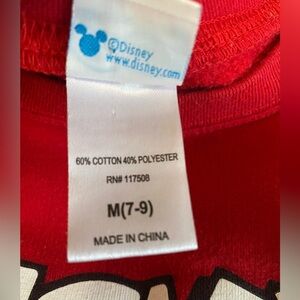 ©Disney
www.disney.com
60% COTTON 40% POLYESTER
RN# 117508
M(7-9)
MADE IN CHINA